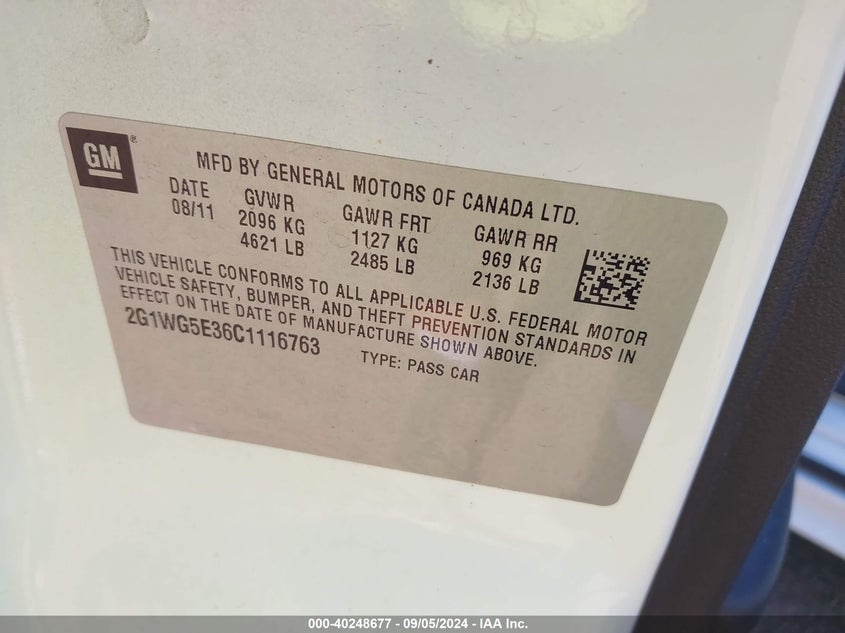 GM®
MFD BY GENERAL MOTORS OF CANADA LTD.
DATE GVWR GAWR FRT GAWR RR
08/11 2096 KG 1127 KG 969 KG
4621 LB 2485 LB 2136 LB
THIS VEHICLE CONFORMS TO ALL APPLICABLE U.S. FEDERAL MOTOR
VEHICLE SAFETY, BUMPER, AND THEFT PREVENTION STANDARDS IN
EFFECT ON THE DATE OF MANUFACTURE SHOWN ABOVE.
2G1WG5E36C1116763 TYPE: PASS CAR
000-40248677 - 09/05/2024 - IAA Inc.